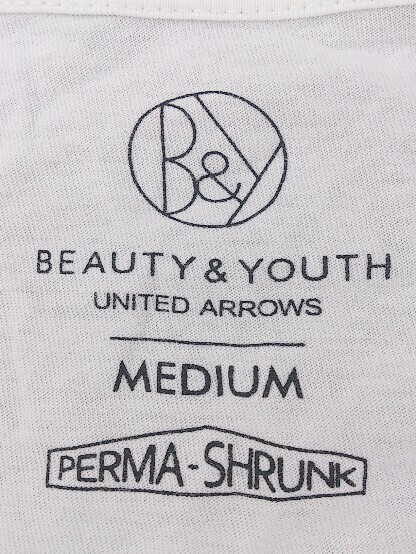 B&Y
BEAUTY & YOUTH
UNITED ARROWS
MEDIUM
PERMA-SHRUNK